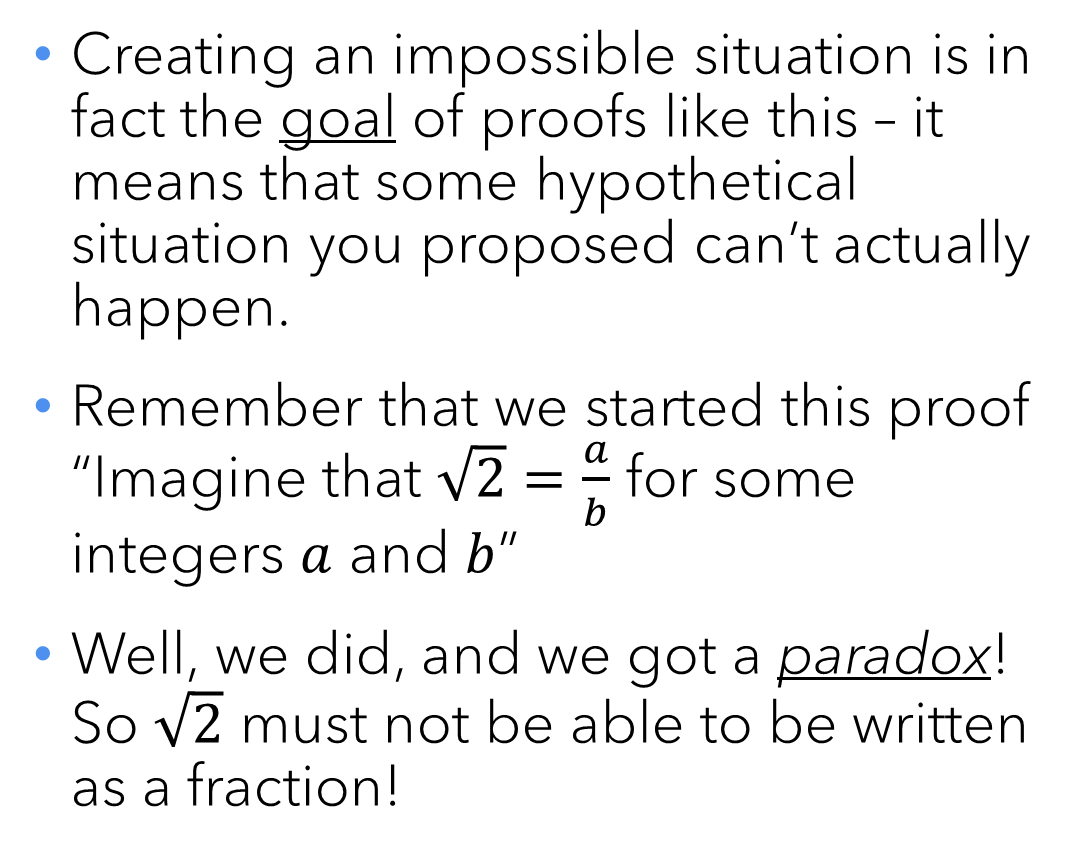 • Creating an impossible situation is in
fact the goal of proofs like this – it
means that some hypothetical
situation you proposed can’t actually
happen.
• Remember that we started this proof
“Imagine that √2 = a/b for some
integers a and b”
• Well, we did, and we got a paradox!
So √2 must not be able to be written
as a fraction!